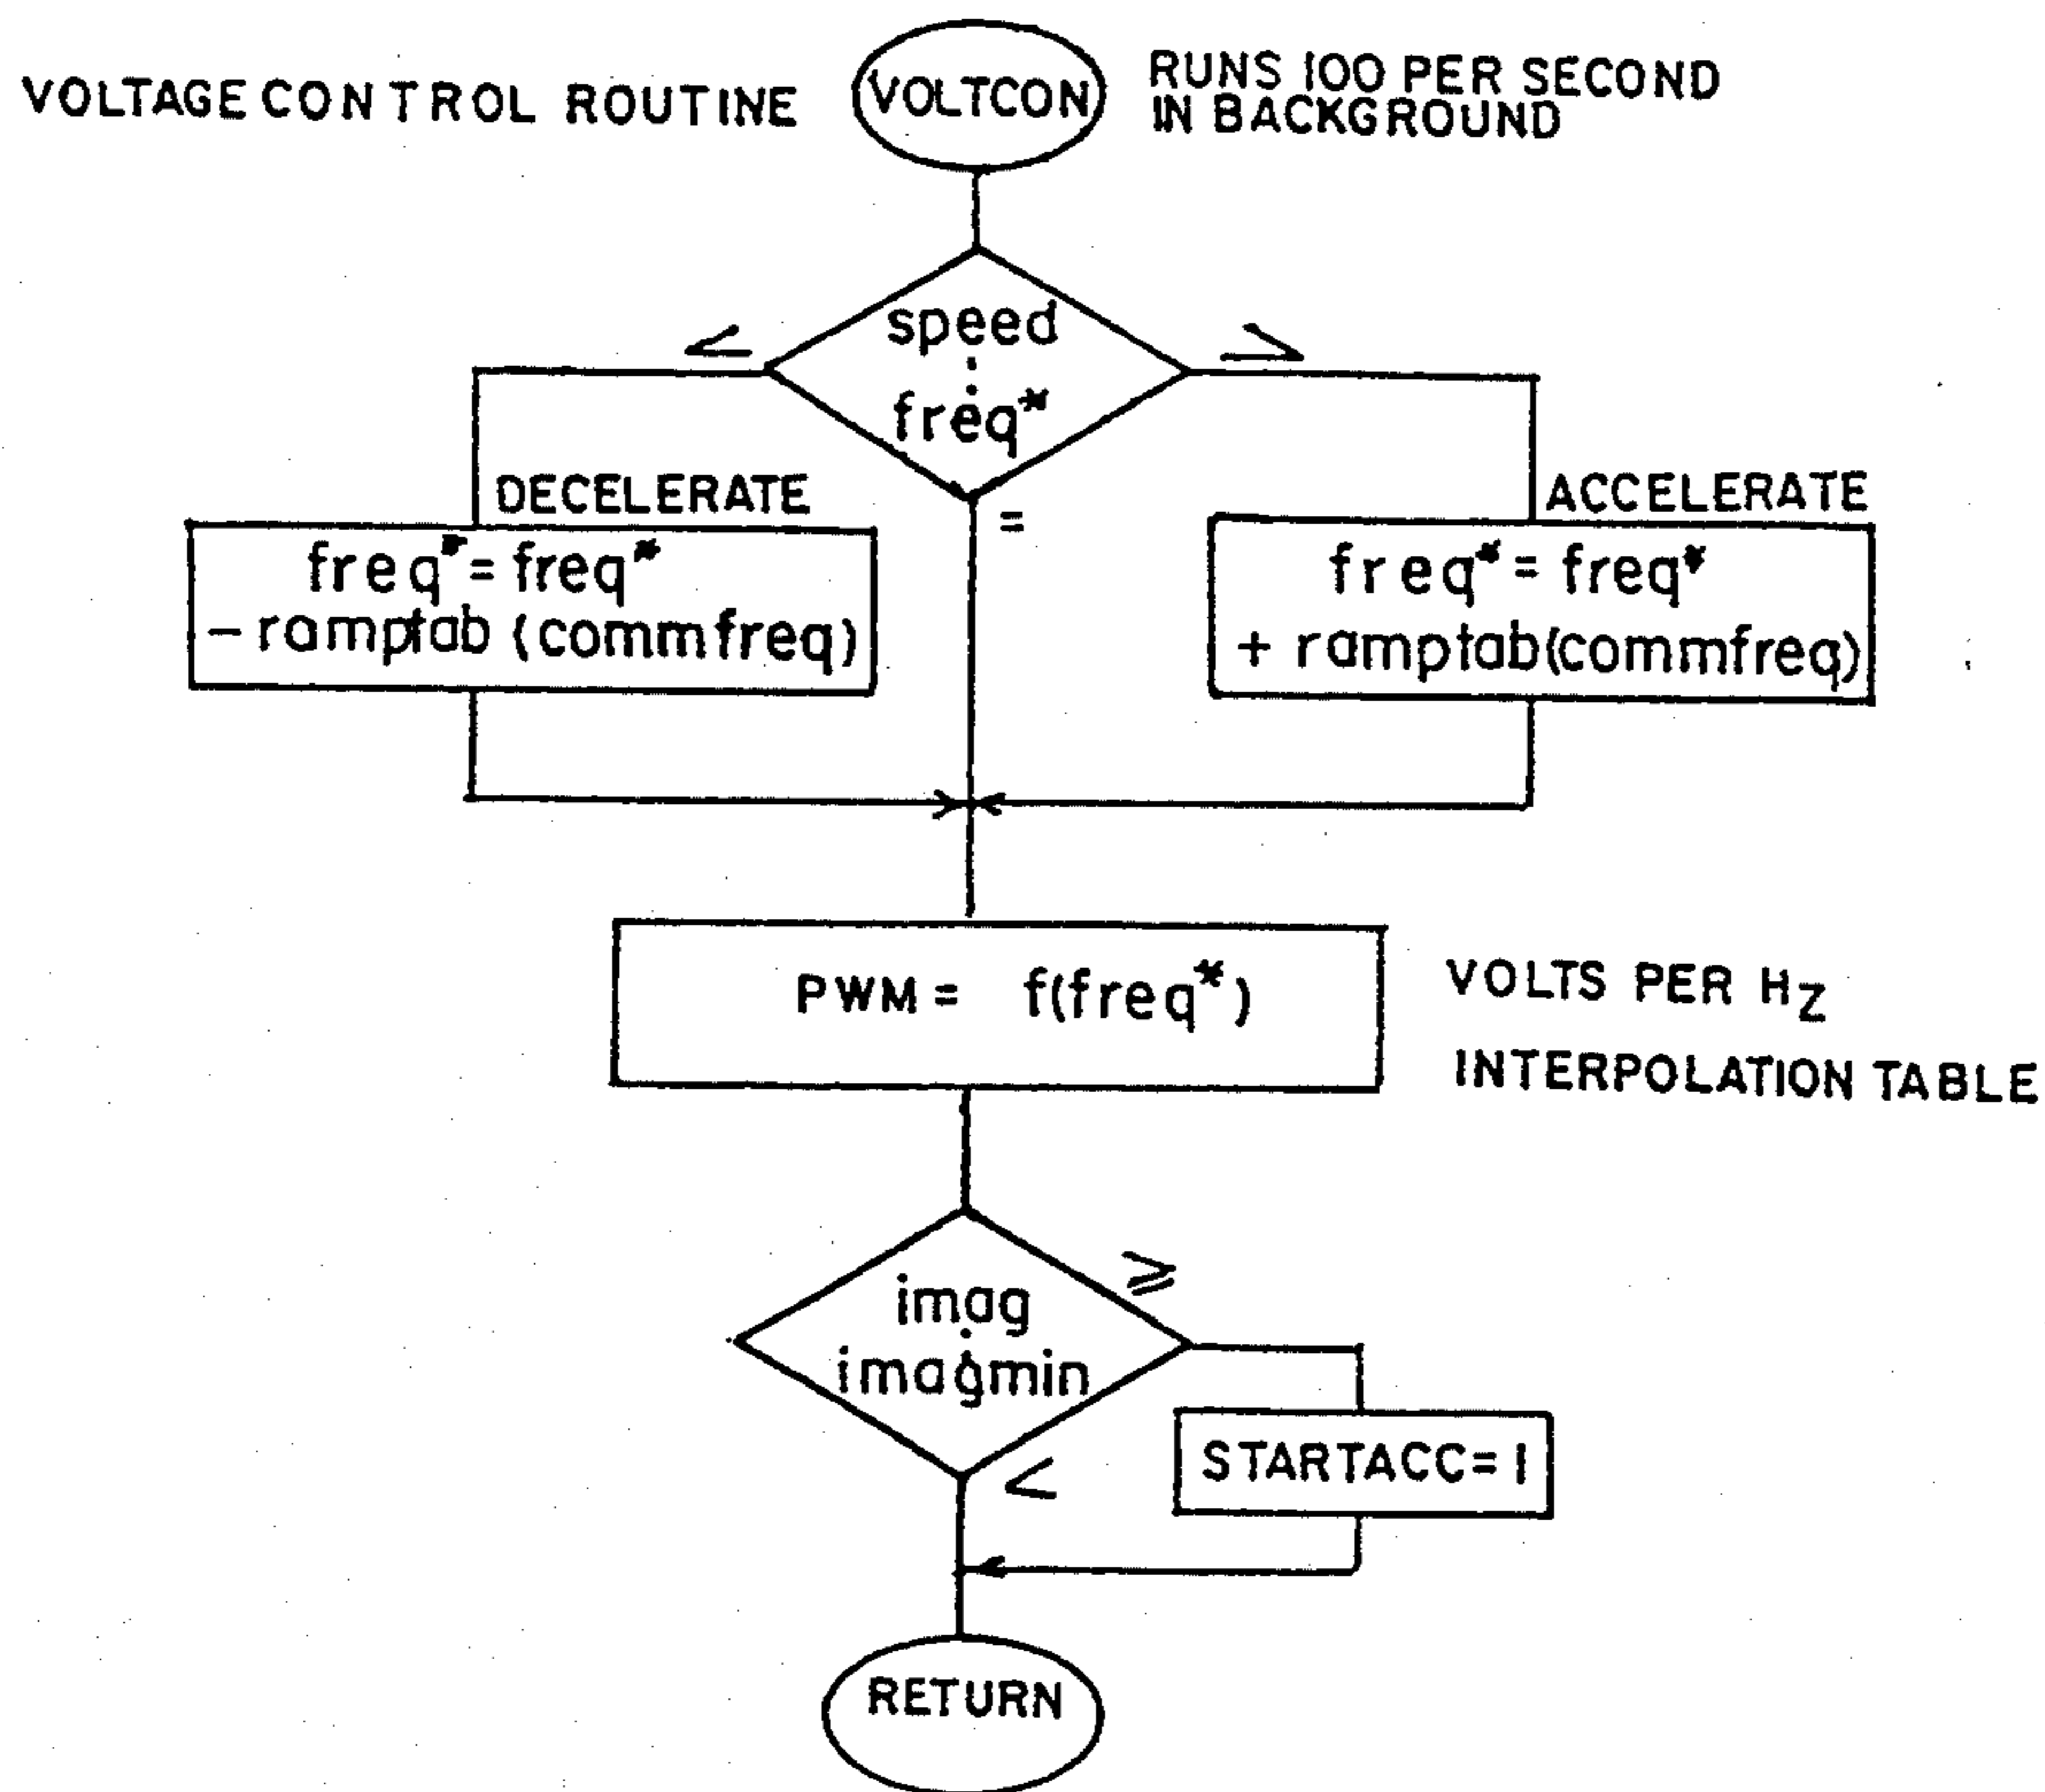 VOLTAGE CONTROL ROUTINE
VOLTCON
RUNS 100 PER SECOND
IN BACKGROUND
speed
:
freq*
<
>
=
DECELERATE
freq* = freq*
- ramptab (commfreq)
ACCELERATE
freq* = freq*
+ ramptab(commfreq)
PWM = f(freq*)
VOLTS PER HZ
INTERPOLATION TABLE
imag
:
imagmin
≥
<
STARTACC = 1
RETURN